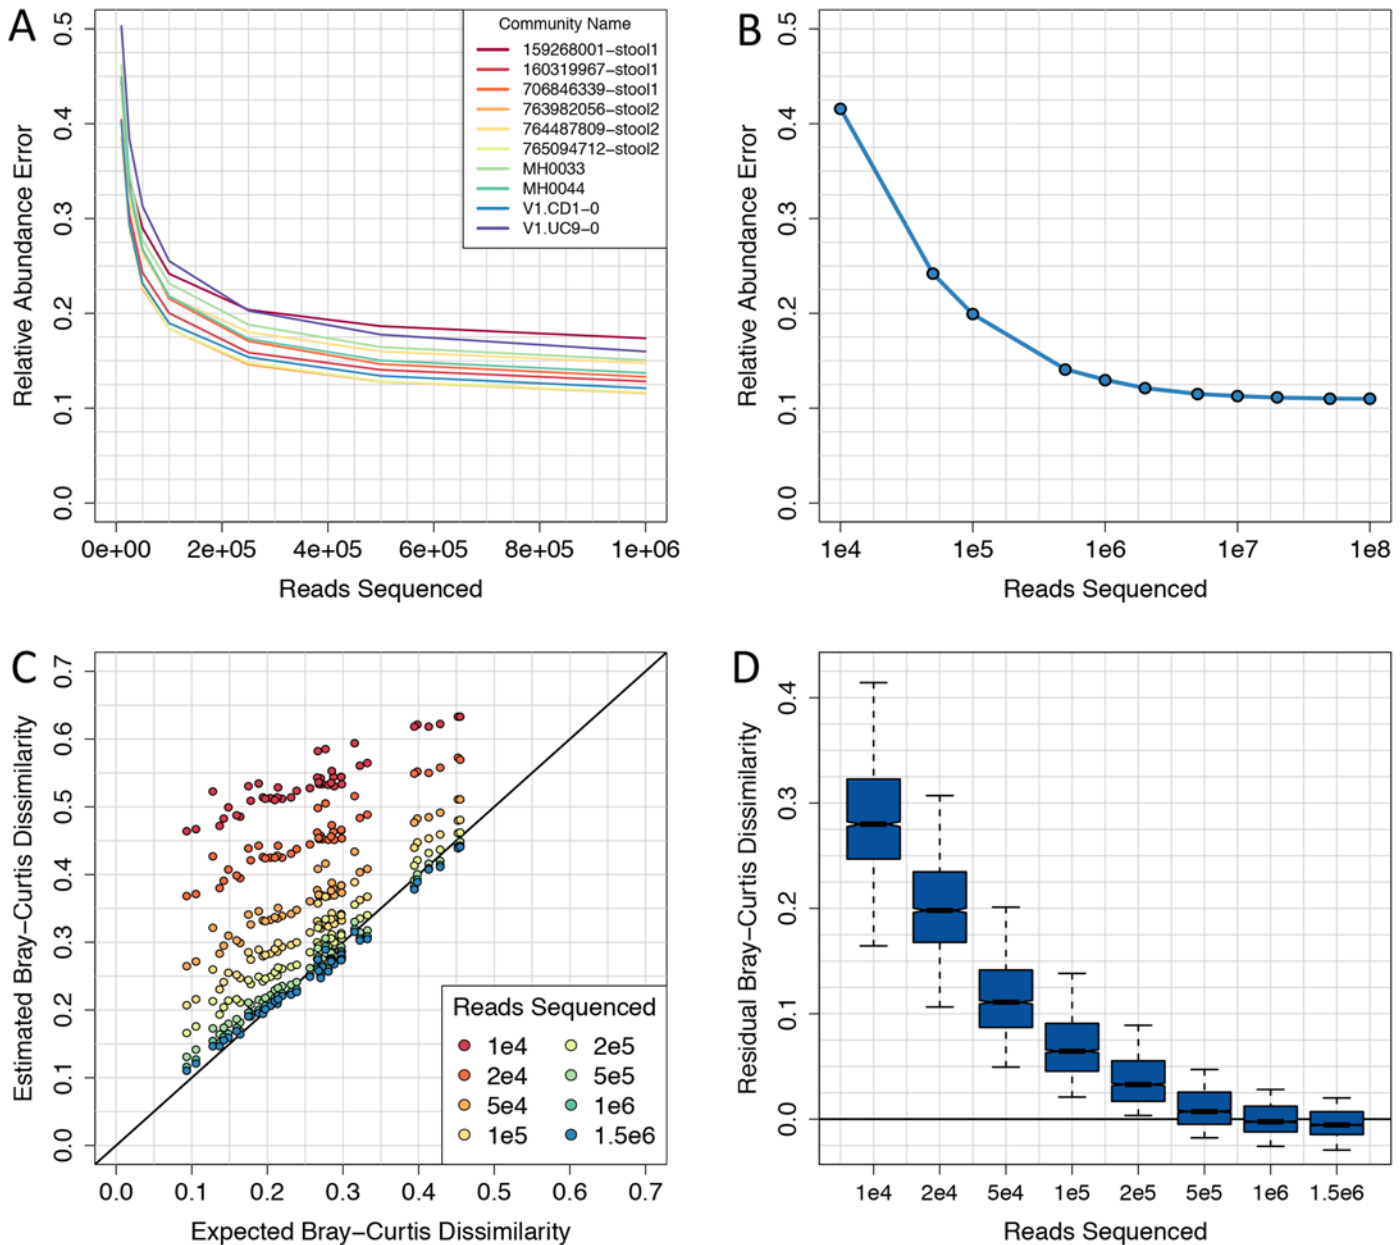 A
Relative Abundance Error
0.5
0.4
0.3
0.2
0.1
0.0
Community Name
159268001-stool1
160319967-stool1
706846339-stool1
763982056-stool2
764487809-stool2
765094712-stool2
MH0033
MH0044
V1.CD1-0
V1.UC9-0
0e+00 2e+05 4e+05 6e+05 8e+05 1e+06
Reads Sequenced
B
Relative Abundance Error
0.5
0.4
0.3
0.2
0.1
0.0
1e4 1e5 1e6 1e7 1e8
Reads Sequenced
C
Estimated Bray-Curtis Dissimilarity
0.7
0.6
0.5
0.4
0.3
0.2
0.1
0.0
Reads Sequenced
1e4 2e5
2e4 5e5
5e4 1e6
1e5 1.5e6
0.0 0.1 0.2 0.3 0.4 0.5 0.6 0.7
Expected Bray-Curtis Dissimilarity
D
Residual Bray-Curtis Dissimilarity
0.4
0.3
0.2
0.1
0.0
1e4 2e4 5e4 1e5 2e5 5e5 1e6 1.5e6
Reads Sequenced